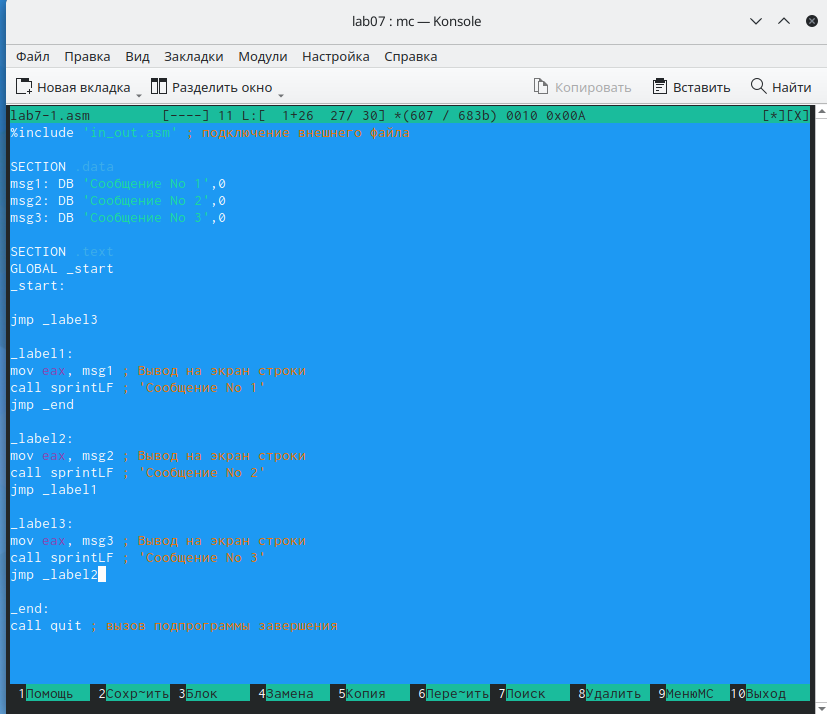 lab07 : mc — Konsole
Файл Правка Вид Закладки Модули Настройка Справка
Новая вкладка Разделить окно Копировать Вставить Найти
lab7-1.asm [----] 11 L:[ 1+26 27/ 30] *(607 / 683b) 0010 0x00A [*][X]
%include 'in_out.asm' ; подключение внешнего файла
SECTION .data
msg1: DB 'Сообщение No 1',0
msg2: DB 'Сообщение No 2',0
msg3: DB 'Сообщение No 3',0
SECTION .text
GLOBAL _start
_start:
jmp _label3
_label1:
mov eax, msg1 ; Вывод на экран строки
call sprintLF ; 'Сообщение No 1'
jmp _end
_label2:
mov eax, msg2 ; Вывод на экран строки
call sprintLF ; 'Сообщение No 2'
jmp _label1
_label3:
mov eax, msg3 ; Вывод на экран строки
call sprintLF ; 'Сообщение No 3'
jmp _label2
_end:
call quit ; вызов подпрограммы завершения
1Помощь 2Сохр~ить 3Блок 4Замена 5Копия 6Пере~ить 7Поиск 8Удалить 9МенюMC 10Выход